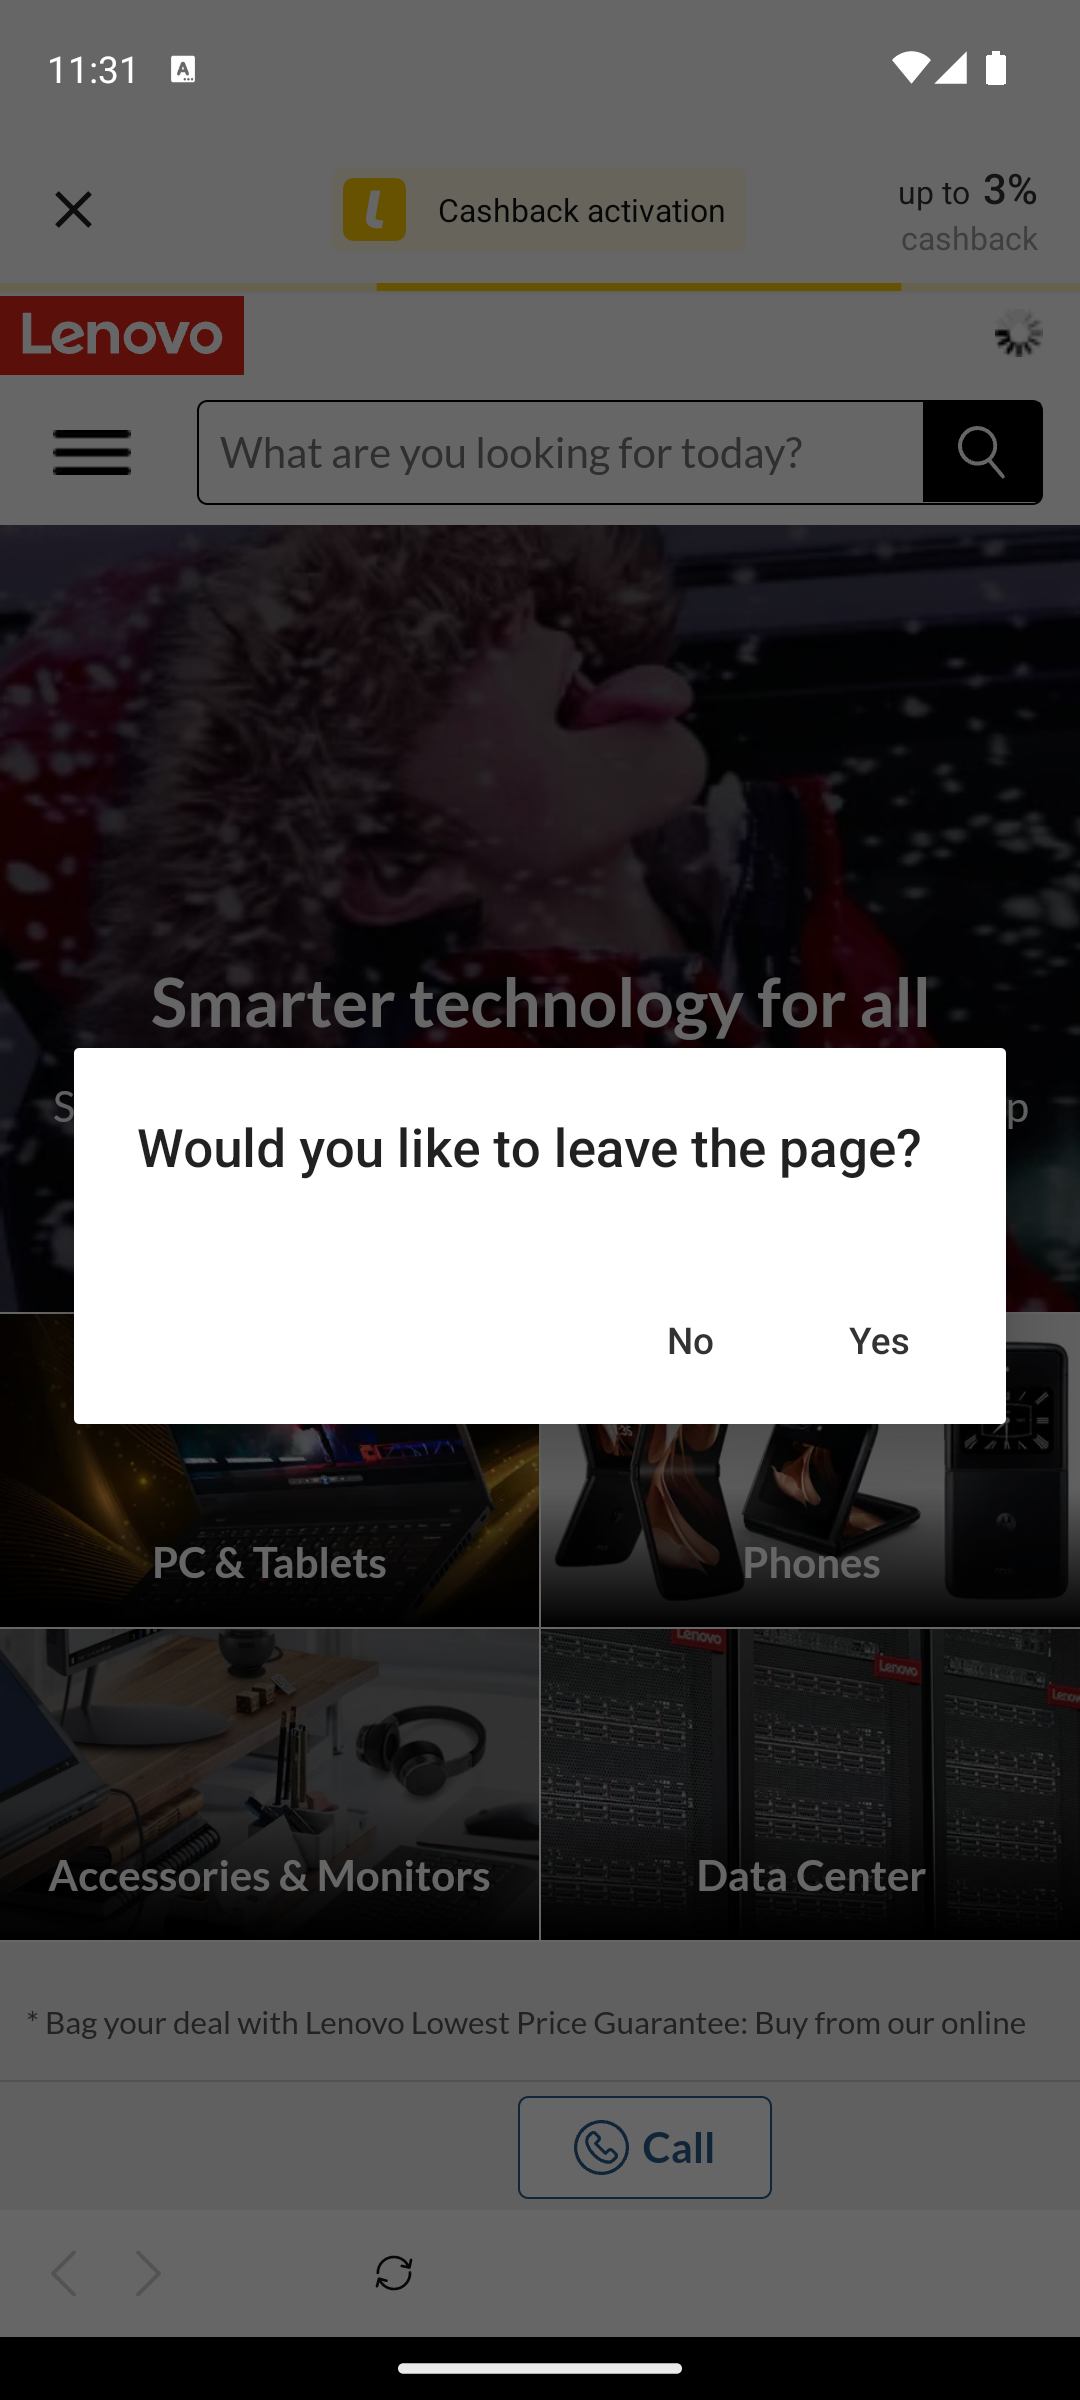 11:31
Cashback activation
up to 3%
cashback
Lenovo
What are you looking for today?
Smarter technology for all
S
p
Would you like to leave the page?
No Yes
PC & Tablets
Phones
Lenovo
Lenovo
Accessories & Monitors
Data Center
* Bag your deal with Lenovo Lowest Price Guarantee: Buy from our online
Call